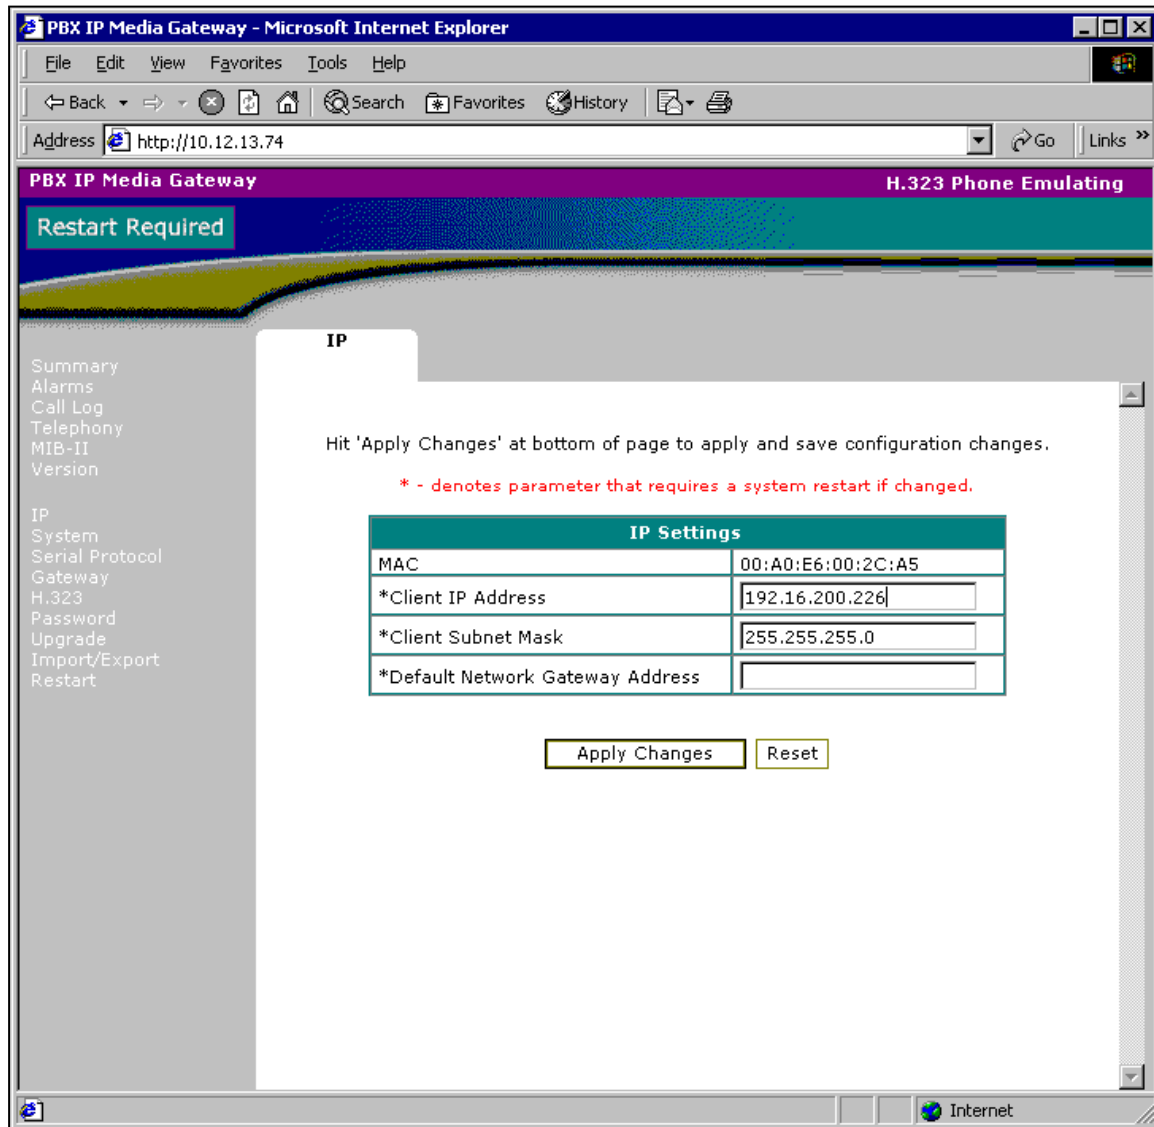 PBX IP Media Gateway - Microsoft Internet Explorer
File Edit View Favorites Tools Help
Back Search Favorites History
Address http://10.12.13.74 Go Links »
PBX IP Media Gateway H.323 Phone Emulating
Restart Required
IP
Summary
Alarms
Call Log
Telephony
MIB-II
Version
IP
System
Serial Protocol
Gateway
H.323
Password
Upgrade
Import/Export
Restart
Hit 'Apply Changes' at bottom of page to apply and save configuration changes.
* - denotes parameter that requires a system restart if changed.
IP Settings
MAC 00:A0:E6:00:2C:A5
*Client IP Address 192.16.200.226
*Client Subnet Mask 255.255.255.0
*Default Network Gateway Address
Apply Changes Reset
Internet